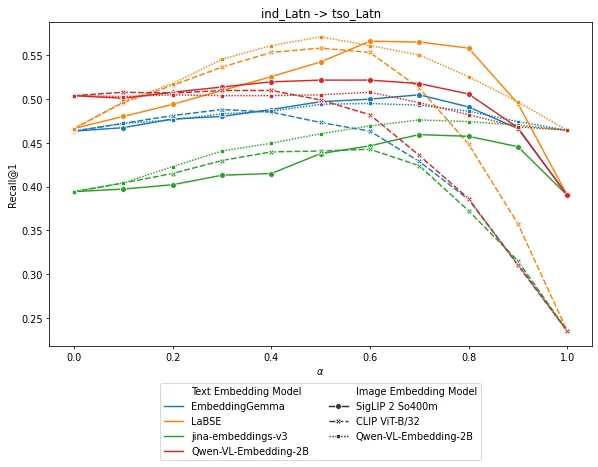 ind_Latn -> tso_Latn
Recall@1
0.55
0.50
0.45
0.40
0.35
0.30
0.25
0.0 0.2 0.4 0.6 0.8 1.0
α
Text Embedding Model Image Embedding Model
EmbeddingGemma SigLIP 2 So400m
LaBSE CLIP ViT-B/32
jina-embeddings-v3 Qwen-VL-Embedding-2B
Qwen-VL-Embedding-2B